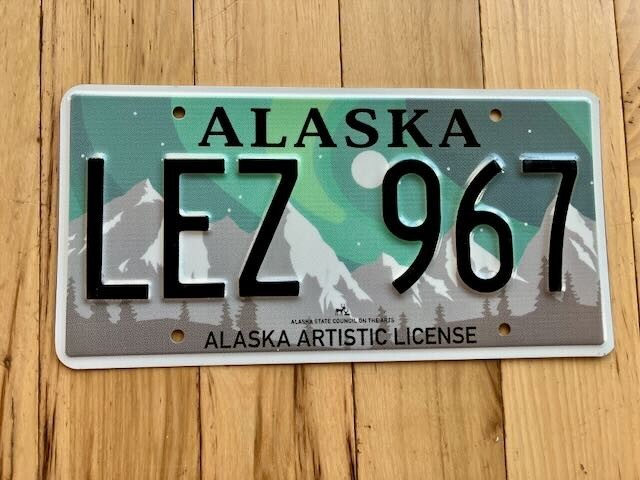 ALASKA
LEZ 967
ALASKA STATE COUNCIL ON THE ARTS
ALASKA ARTISTIC LICENSE